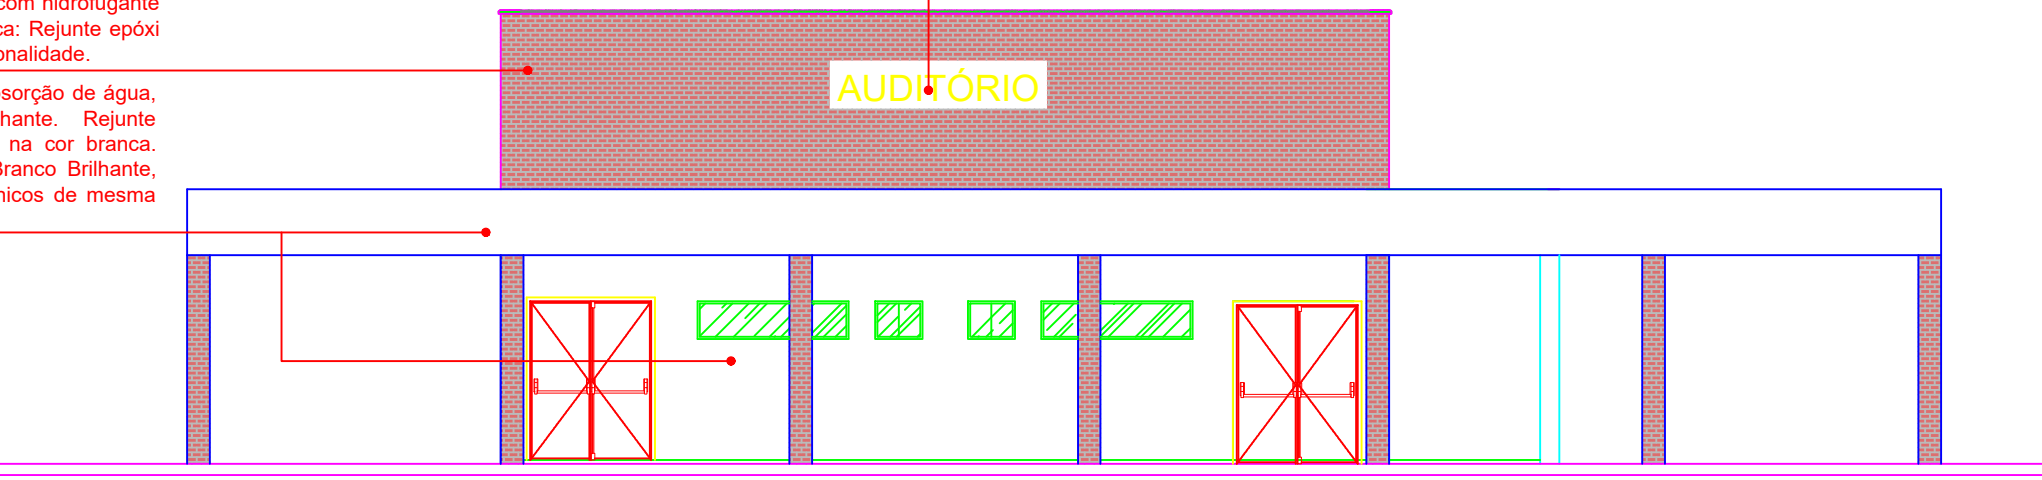 com hidrofugante
Rejunte epóxi
onalidade.
sorção de água,
hante. Rejunte
na cor branca.
Branco Brilhante,
nicos de mesma
AUDITÓRIO